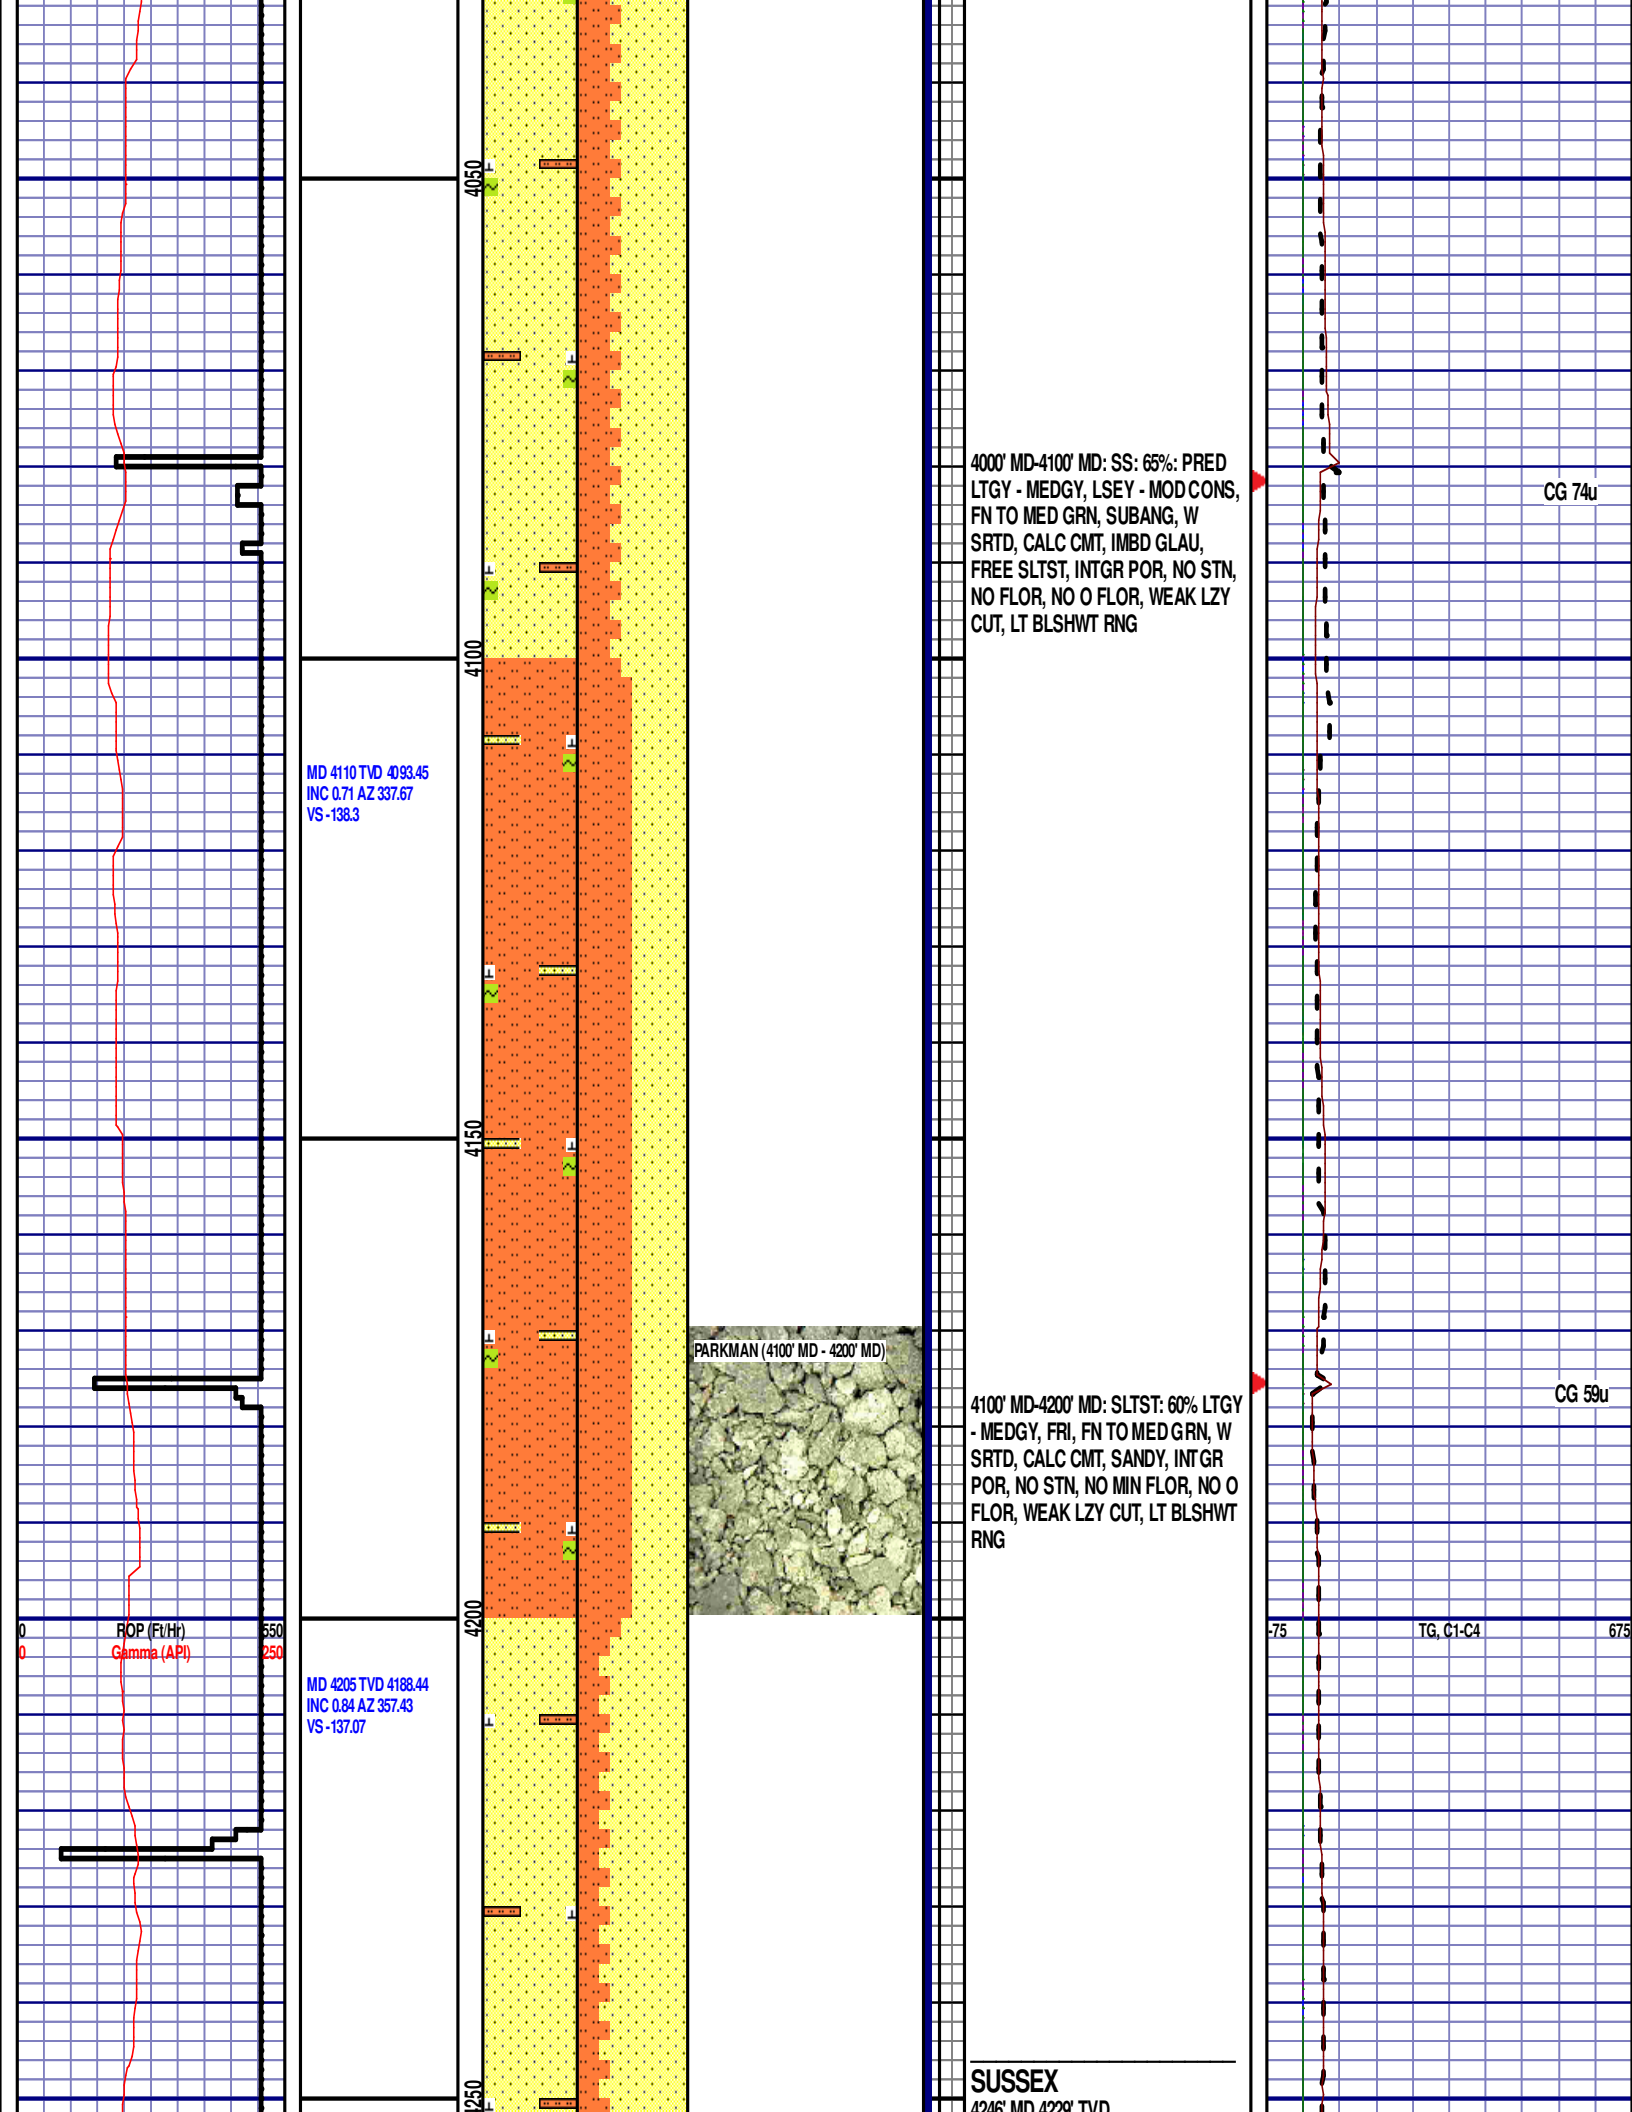 4050
4000' MD-4100' MD: SS: 65%: PRED
LTGY - MEDGY, LSEY - MOD CONS,
FN TO MED GRN, SUBANG, W
SRTD, CALC CMT, IMBD GLAU,
FREE SLTST, INTGR POR, NO STN,
NO FLOR, NO O FLOR, WEAK LZY
CUT, LT BLSHWT RNG
CG 74u
4100
MD 4110 TVD 4093.45
INC 0.71 AZ 337.67
VS -138.3
4150
PARKMAN (4100' MD - 4200' MD)
4100' MD-4200' MD: SLTST: 60% LTGY
- MEDGY, FRI, FN TO MED GRN, W
SRTD, CALC CMT, SANDY, INTGR
POR, NO STN, NO MIN FLOR, NO O
FLOR, WEAK LZY CUT, LT BLSHWT
RNG
CG 59u
4200
0 ROP (Ft/Hr) 550
0 Gamma (API) 250
-75 TG, C1-C4 675
MD 4205 TVD 4188.44
INC 0.84 AZ 357.43
VS -137.07
4250
SUSSEX
4246' MD 4229' TVD